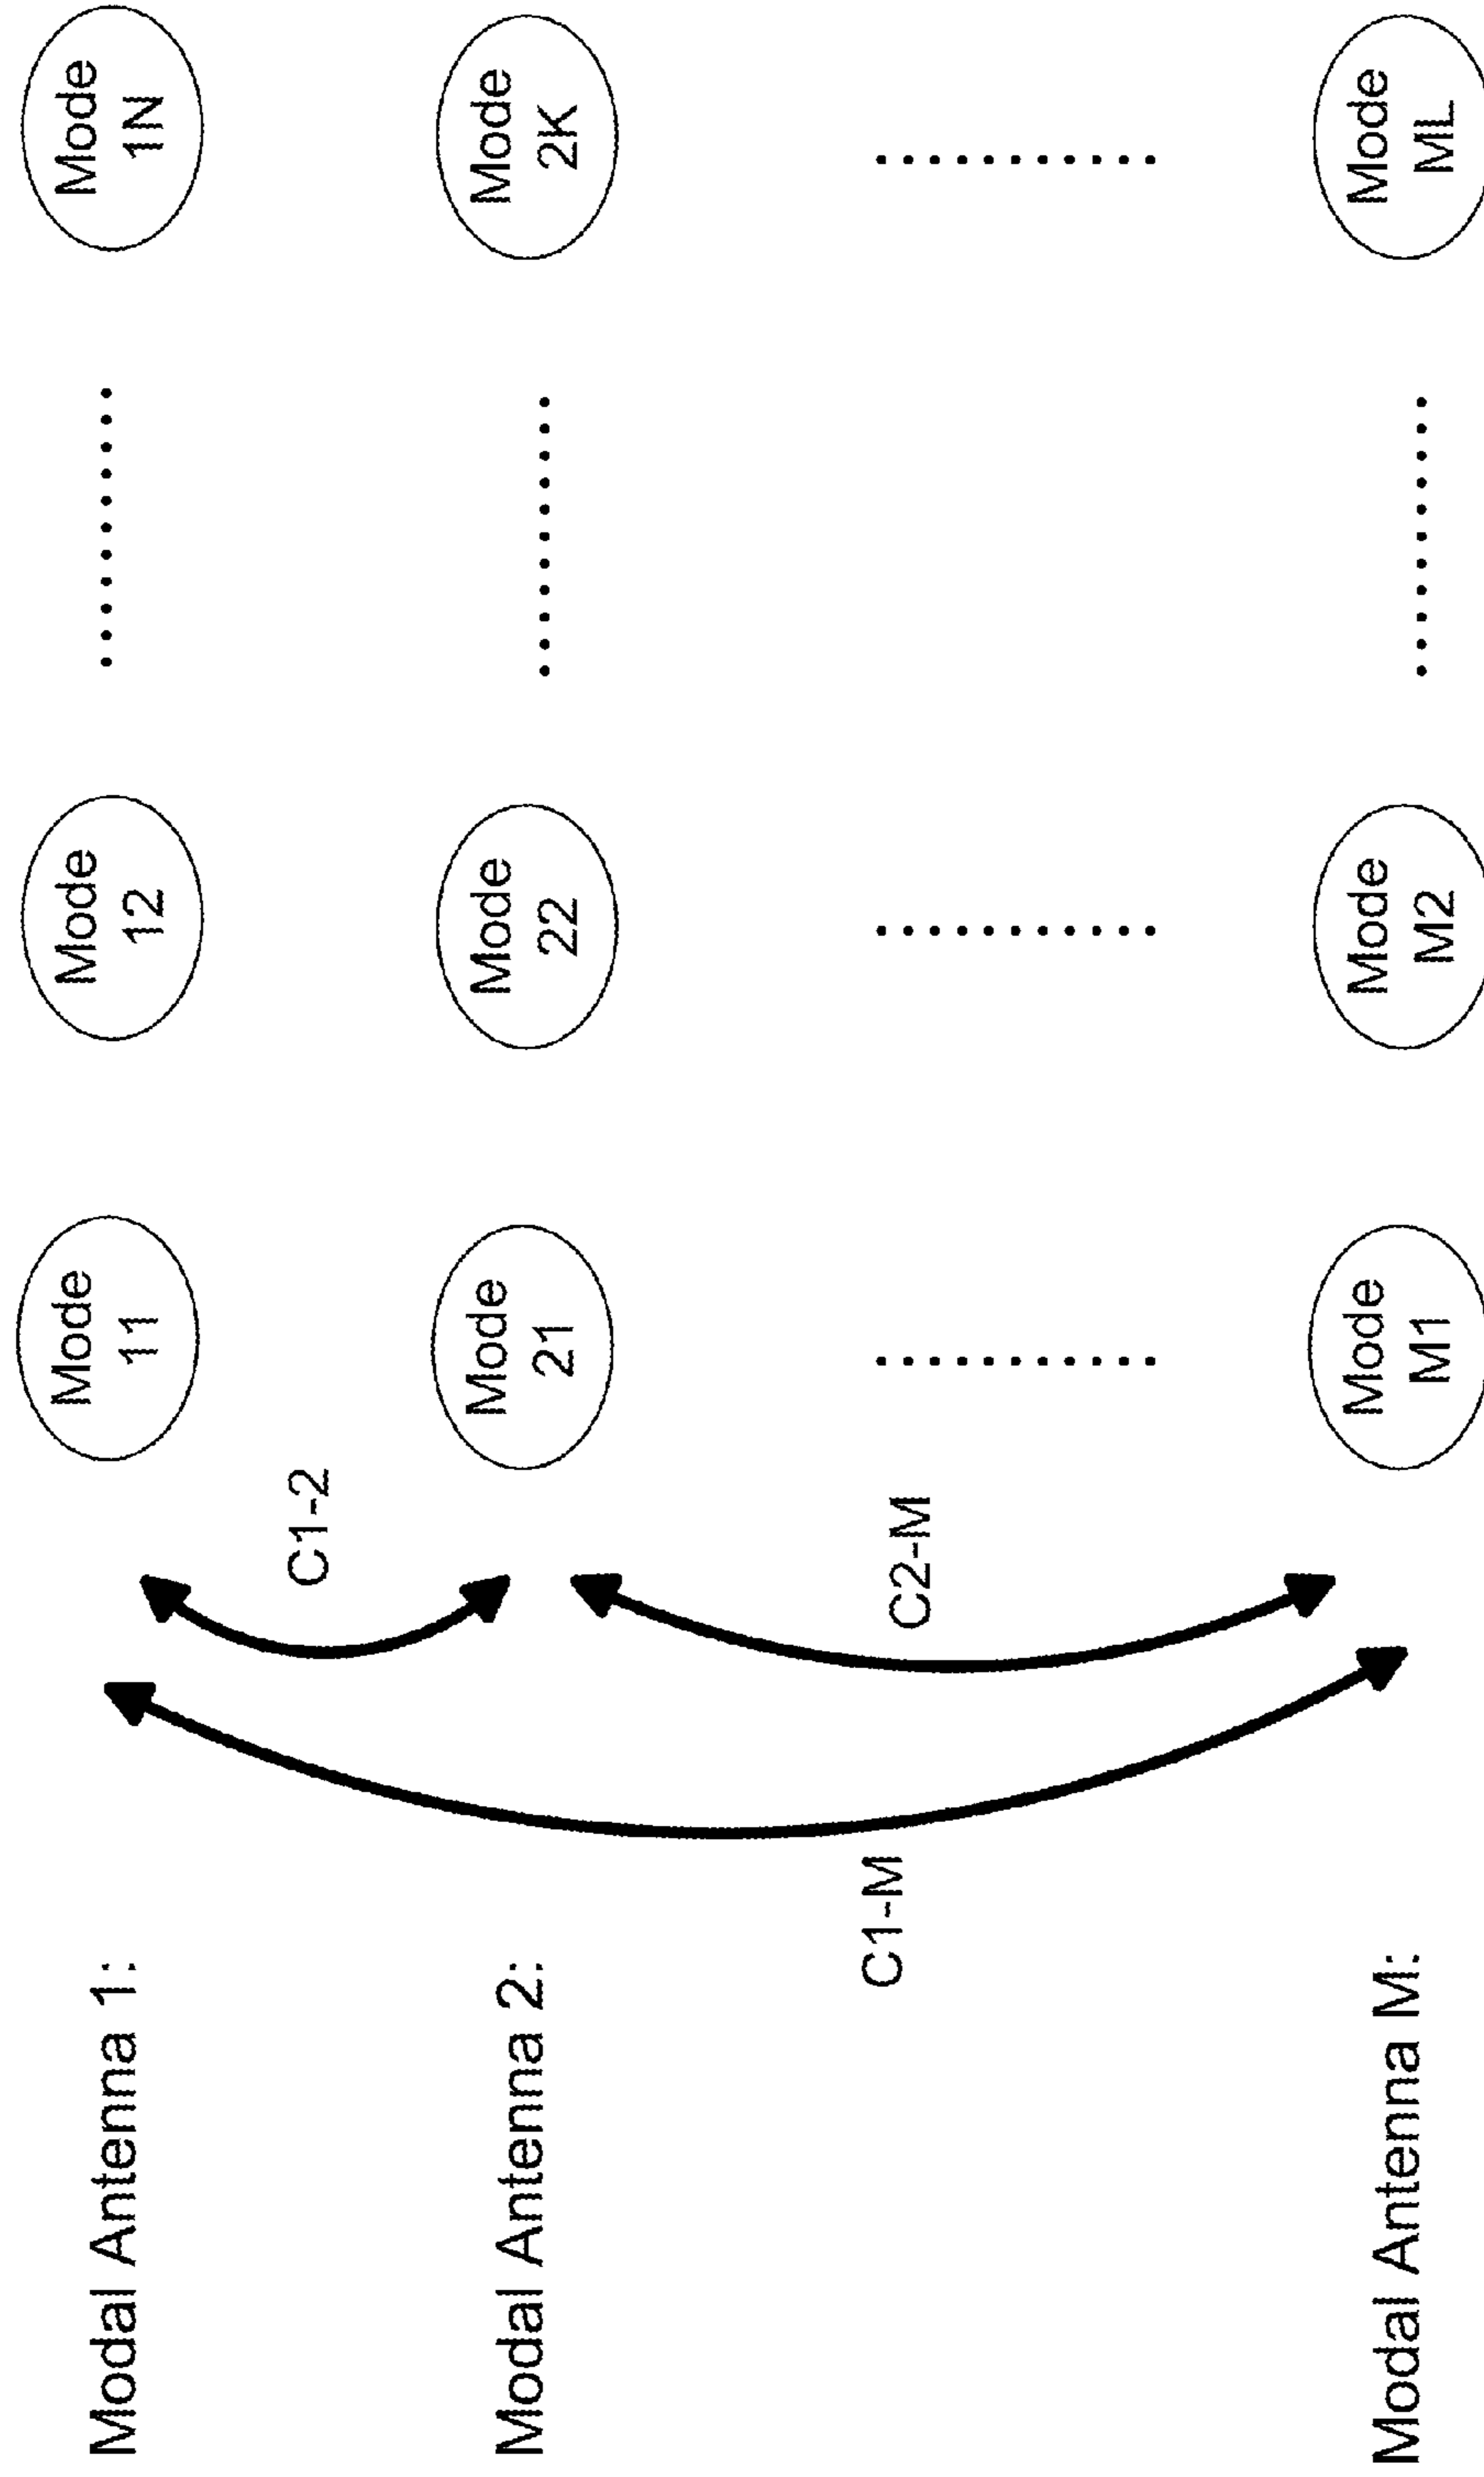 Modal Antenna 1:
Mode
11
Mode
12
Mode
1N
C1-2
Modal Antenna 2:
Mode
21
Mode
22
Mode
2K
C1-M
C2-M
Modal Antenna M:
Mode
M1
Mode
M2
Mode
ML